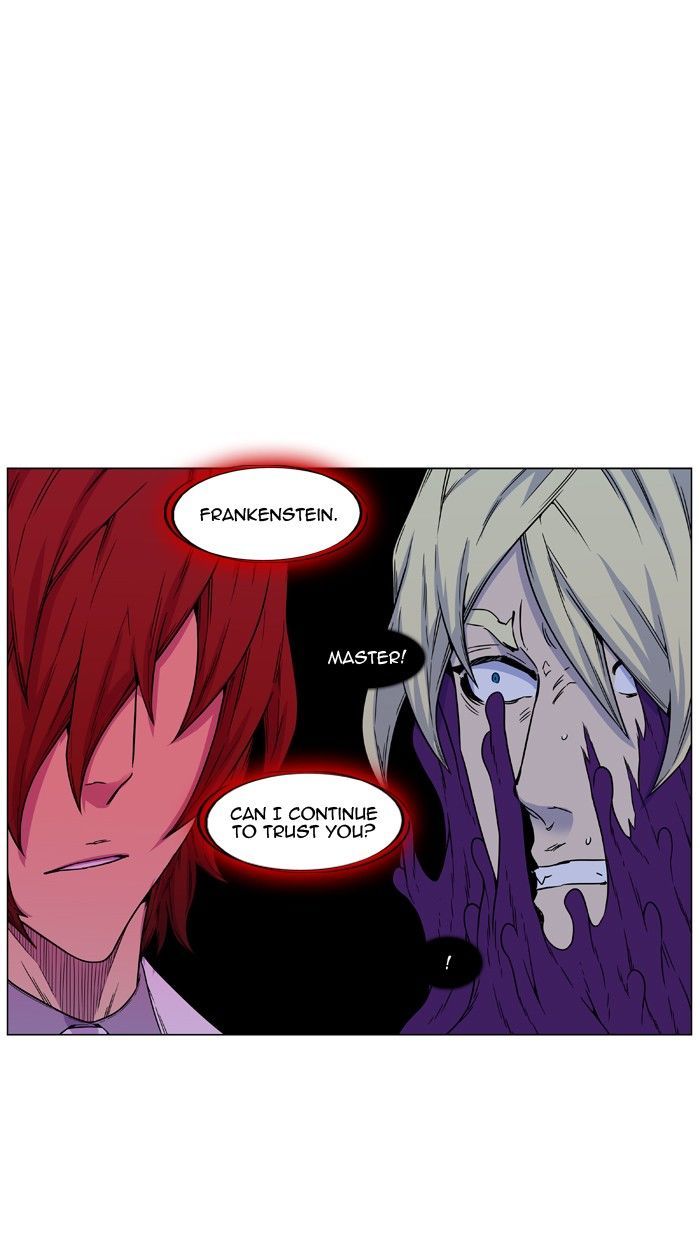 FRANKENSTEIN.
MASTER!
CAN I CONTINUE
TO TRUST YOU?
!